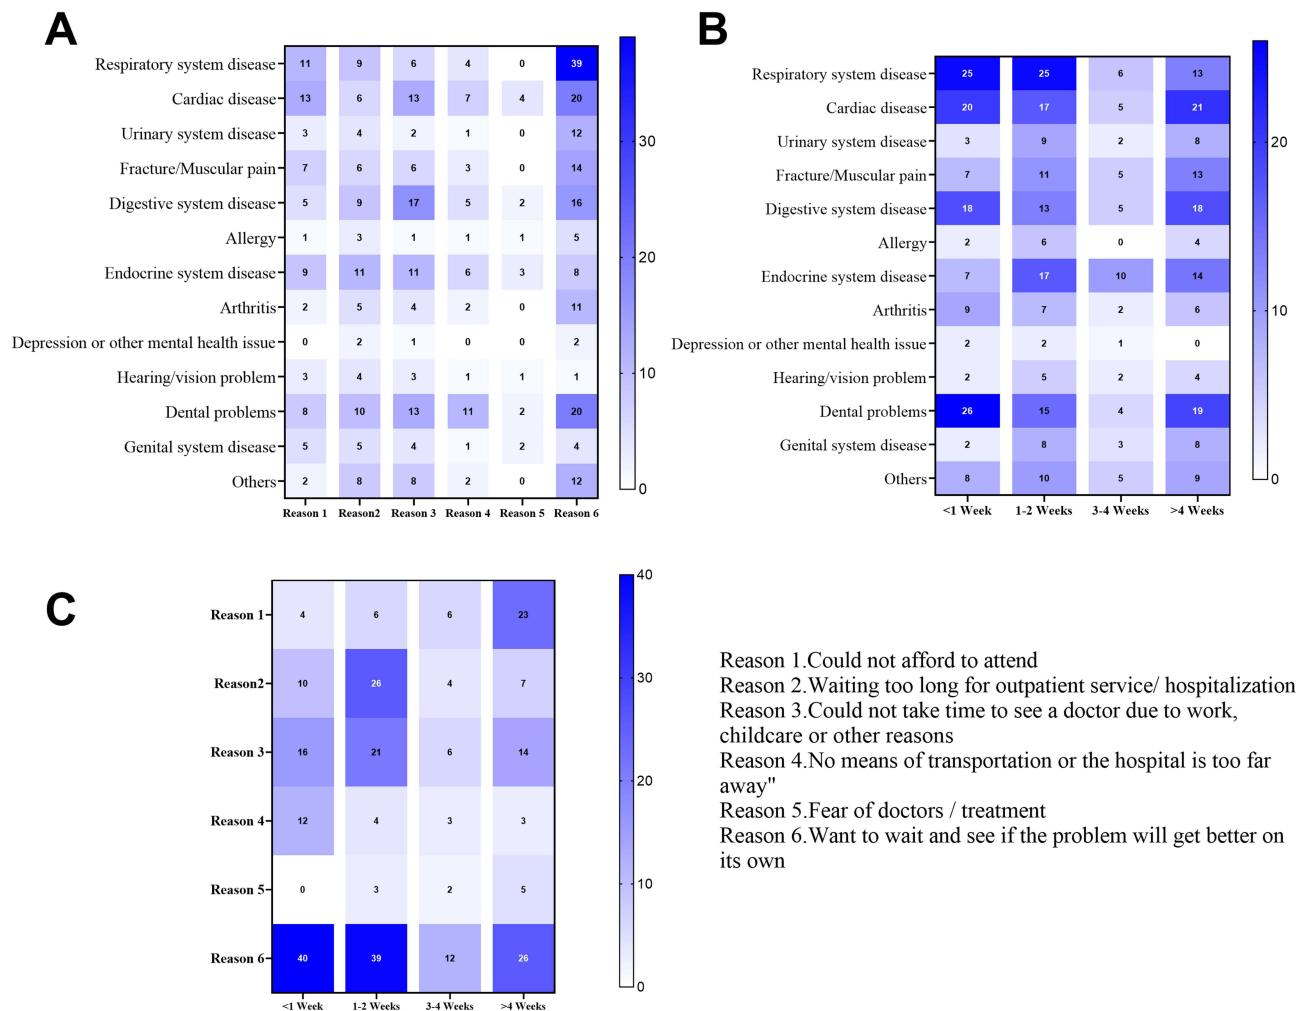 A
Respiratory system disease 11 9 6 4 0 39
Cardiac disease 13 6 13 7 4 20
Urinary system disease 3 4 2 1 0 12
Fracture/Muscular pain 7 6 6 3 0 14
Digestive system disease 5 9 17 5 2 16
Allergy 1 3 1 1 1 5
Endocrine system disease 9 11 11 6 3 8
Arthritis 2 5 4 2 0 11
Depression or other mental health issue 0 2 1 0 0 2
Hearing/vision problem 3 4 3 1 1 1
Dental problems 8 10 13 11 2 20
Genital system disease 5 5 4 1 2 4
Others 2 8 8 2 0 12
Reason 1 Reason2 Reason 3 Reason 4 Reason 5 Reason 6
30
20
10
0
B
Respiratory system disease 25 25 6 13
Cardiac disease 20 17 5 21
Urinary system disease 3 9 2 8
Fracture/Muscular pain 7 11 5 13
Digestive system disease 18 13 5 18
Allergy 2 6 0 4
Endocrine system disease 7 17 10 14
Arthritis 9 7 2 6
Depression or other mental health issue 2 2 1 0
Hearing/vision problem 2 5 2 4
Dental problems 26 15 4 19
Genital system disease 2 8 3 8
Others 8 10 5 9
<1 Week 1-2 Weeks 3-4 Weeks >4 Weeks
20
10
0
C
Reason 1 4 6 6 23
Reason2 10 26 4 7
Reason 3 16 21 6 14
Reason 4 12 4 3 3
Reason 5 0 3 2 5
Reason 6 40 39 12 26
<1 Week 1-2 Weeks 3-4 Weeks >4 Weeks
40
30
20
10
0
Reason 1.Could not afford to attend
Reason 2.Waiting too long for outpatient service/ hospitalization
Reason 3.Could not take time to see a doctor due to work,
childcare or other reasons
Reason 4.No means of transportation or the hospital is too far
away"
Reason 5.Fear of doctors / treatment
Reason 6.Want to wait and see if the problem will get better on
its own